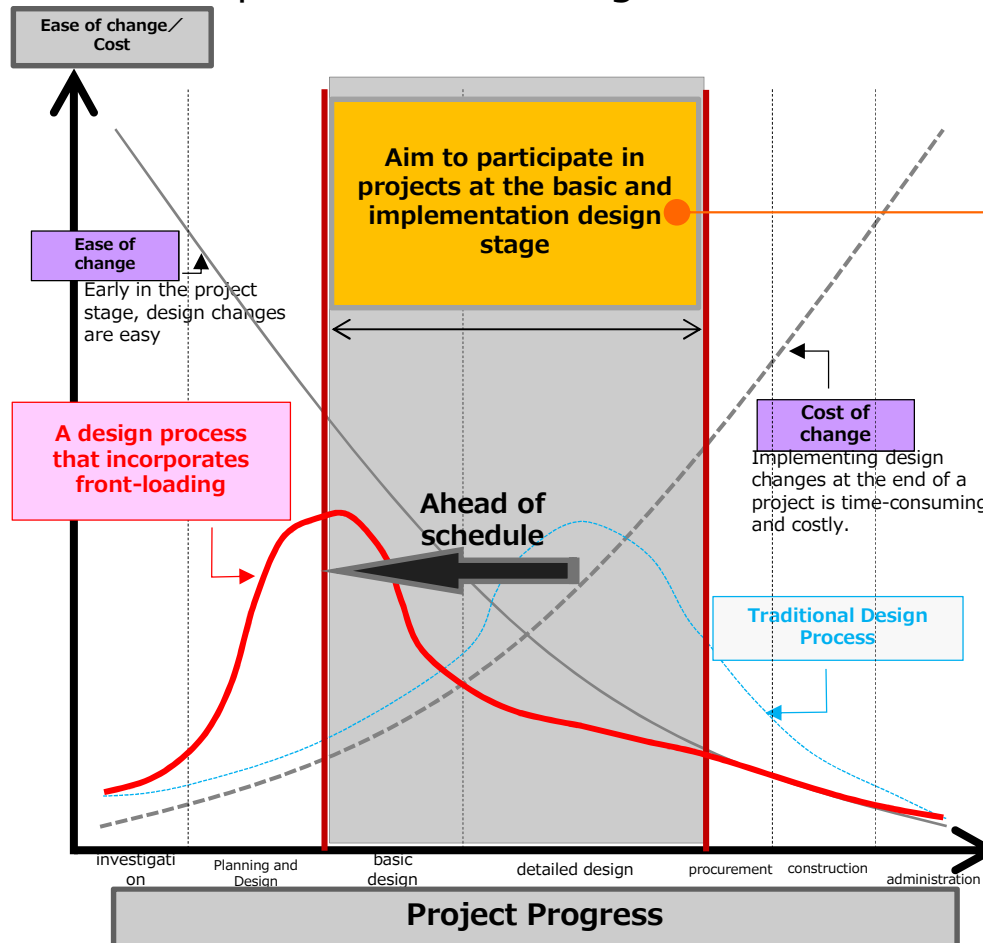 Ease of change／
Cost
Aim to participate in
projects at the basic and
implementation design
stage
Ease of
change
Early in the project
stage, design changes
are easy
A design process
that incorporates
front-loading
Ahead of
schedule
Cost of
change
Implementing design
changes at the end of a
project is time-consuming
and costly.
Traditional Design
Process
investigati
on
Planning and
Design
basic
design
detailed design
procurement
construction
administration
Project Progress